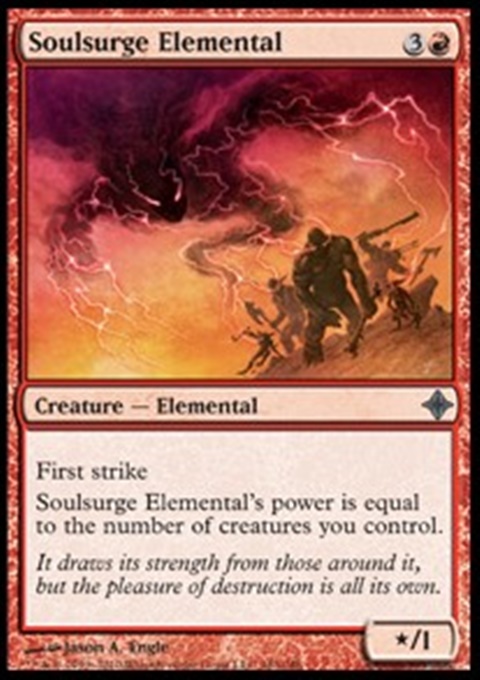 Soulsurge Elemental 3
Creature — Elemental
First strike
Soulsurge Elemental's power is equal
to the number of creatures you control.
It draws its strength from those around it,
but the pleasure of destruction is all its own.
Jason A. Engle
*/1